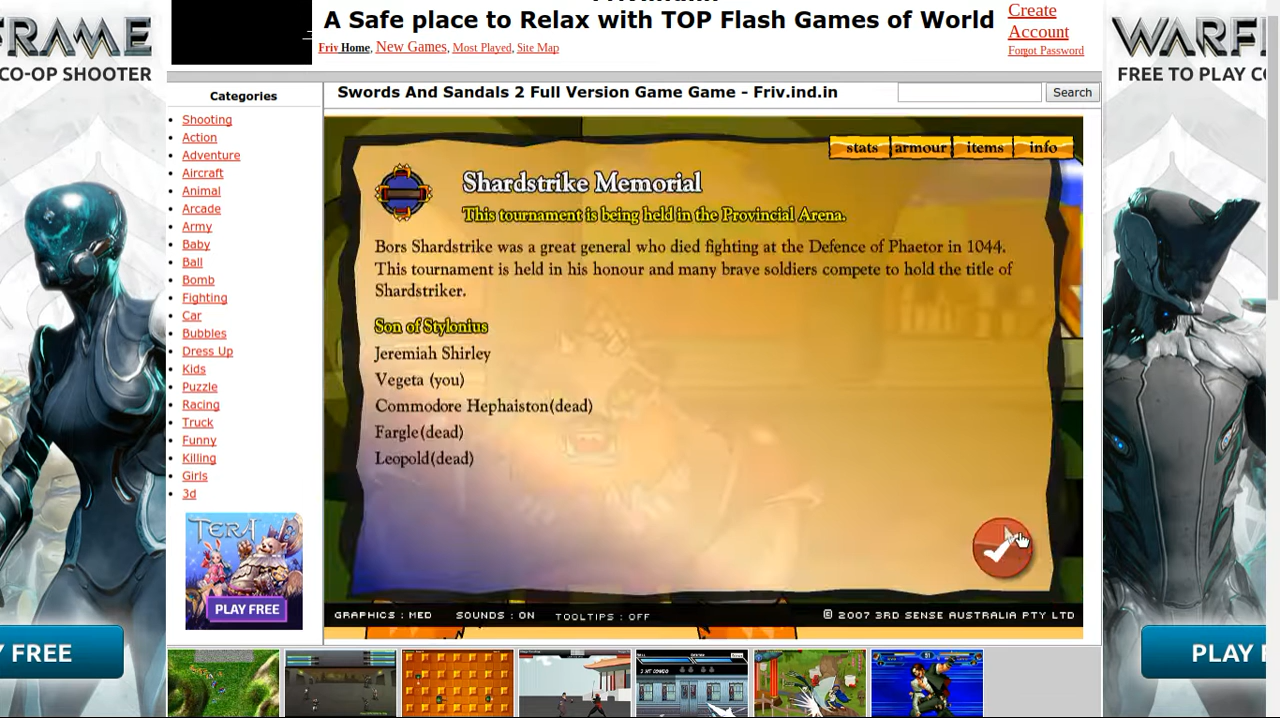 A Safe place to Relax with TOP Flash Games of World
Create
Account
Forgot Password
Friv Home, New Games, Most Played, Site Map
FRAME
CO-OP SHOOTER
WARF
FREE TO PLAY C
Categories
Swords And Sandals 2 Full Version Game Game - Friv.ind.in
Search
Shooting
Action
Adventure
Aircraft
Animal
Arcade
Army
Baby
Ball
Bomb
Fighting
Car
Bubbles
Dress Up
Kids
Puzzle
Racing
Truck
Funny
Killing
Girls
3d
TERA
PLAY FREE
stats
armour
items
info
Shardstrike Memorial
This tournament is being held in the Provincial Arena.
Bors Shardstrike was a great general who died fighting at the Defence of Phaetor in 1044.
This tournament is held in his honour and many brave soldiers compete to hold the title of
Shardstriker.
Son of Stylonius
Jeremiah Shirley
Vegeta (you)
Commodore Hephaiston(dead)
Fargle(dead)
Leopold(dead)
GRAPHICS : MED
SOUNDS : ON
TOOLTIPS : OFF
© 2007 3RD SENSE AUSTRALIA PTY LTD
Y FREE
PLAY F